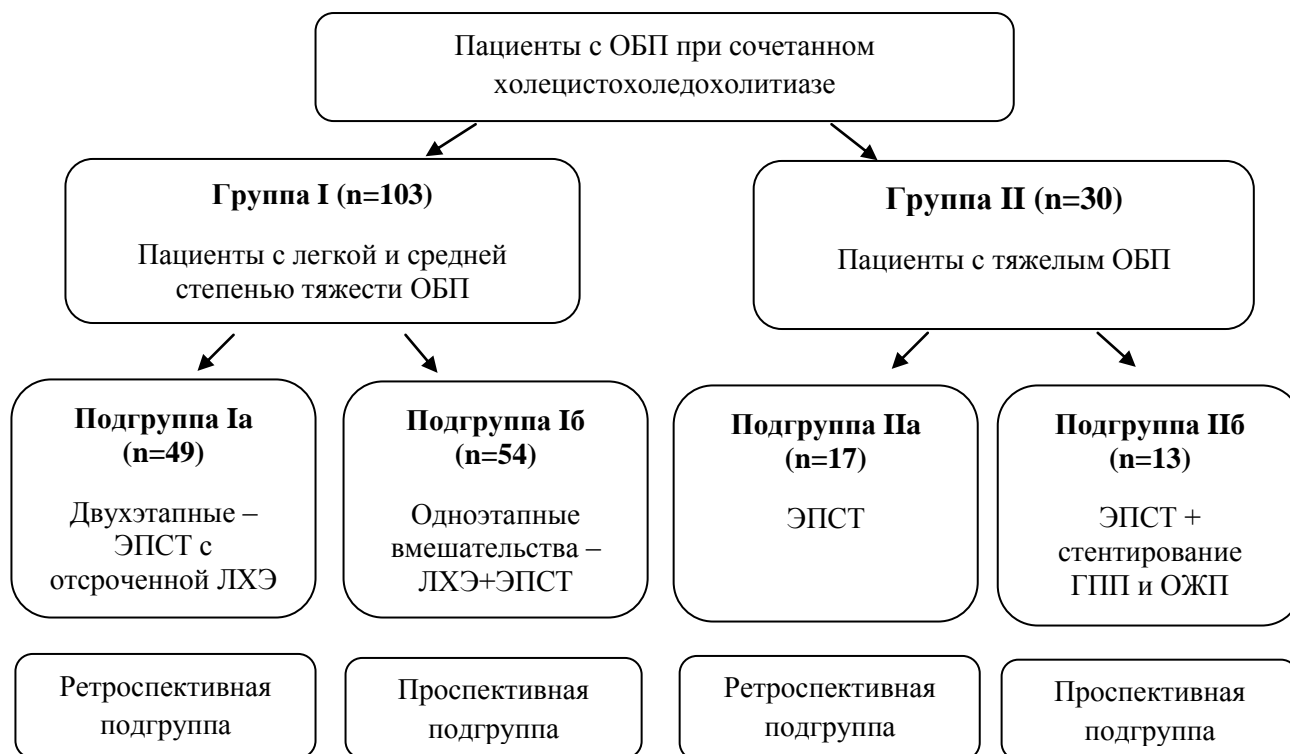 Пациенты с ОБП при сочетанном
холецистохоледохолитиазе
Группа I (n=103)
Пациенты с легкой и средней
степенью тяжести ОБП
Группа II (n=30)
Пациенты с тяжелым ОБП
Подгруппа Iа
(n=49)
Двухэтапные –
ЭПСТ с
отсроченной ЛХЭ
Подгруппа Iб
(n=54)
Одноэтапные
вмешательства –
ЛХЭ+ЭПСТ
Подгруппа IIа
(n=17)
ЭПСТ
Подгруппа IIб
(n=13)
ЭПСТ +
стентирование
ГПП и ОЖП
Ретроспективная
подгруппа
Проспективная
подгруппа
Ретроспективная
подгруппа
Проспективная
подгруппа